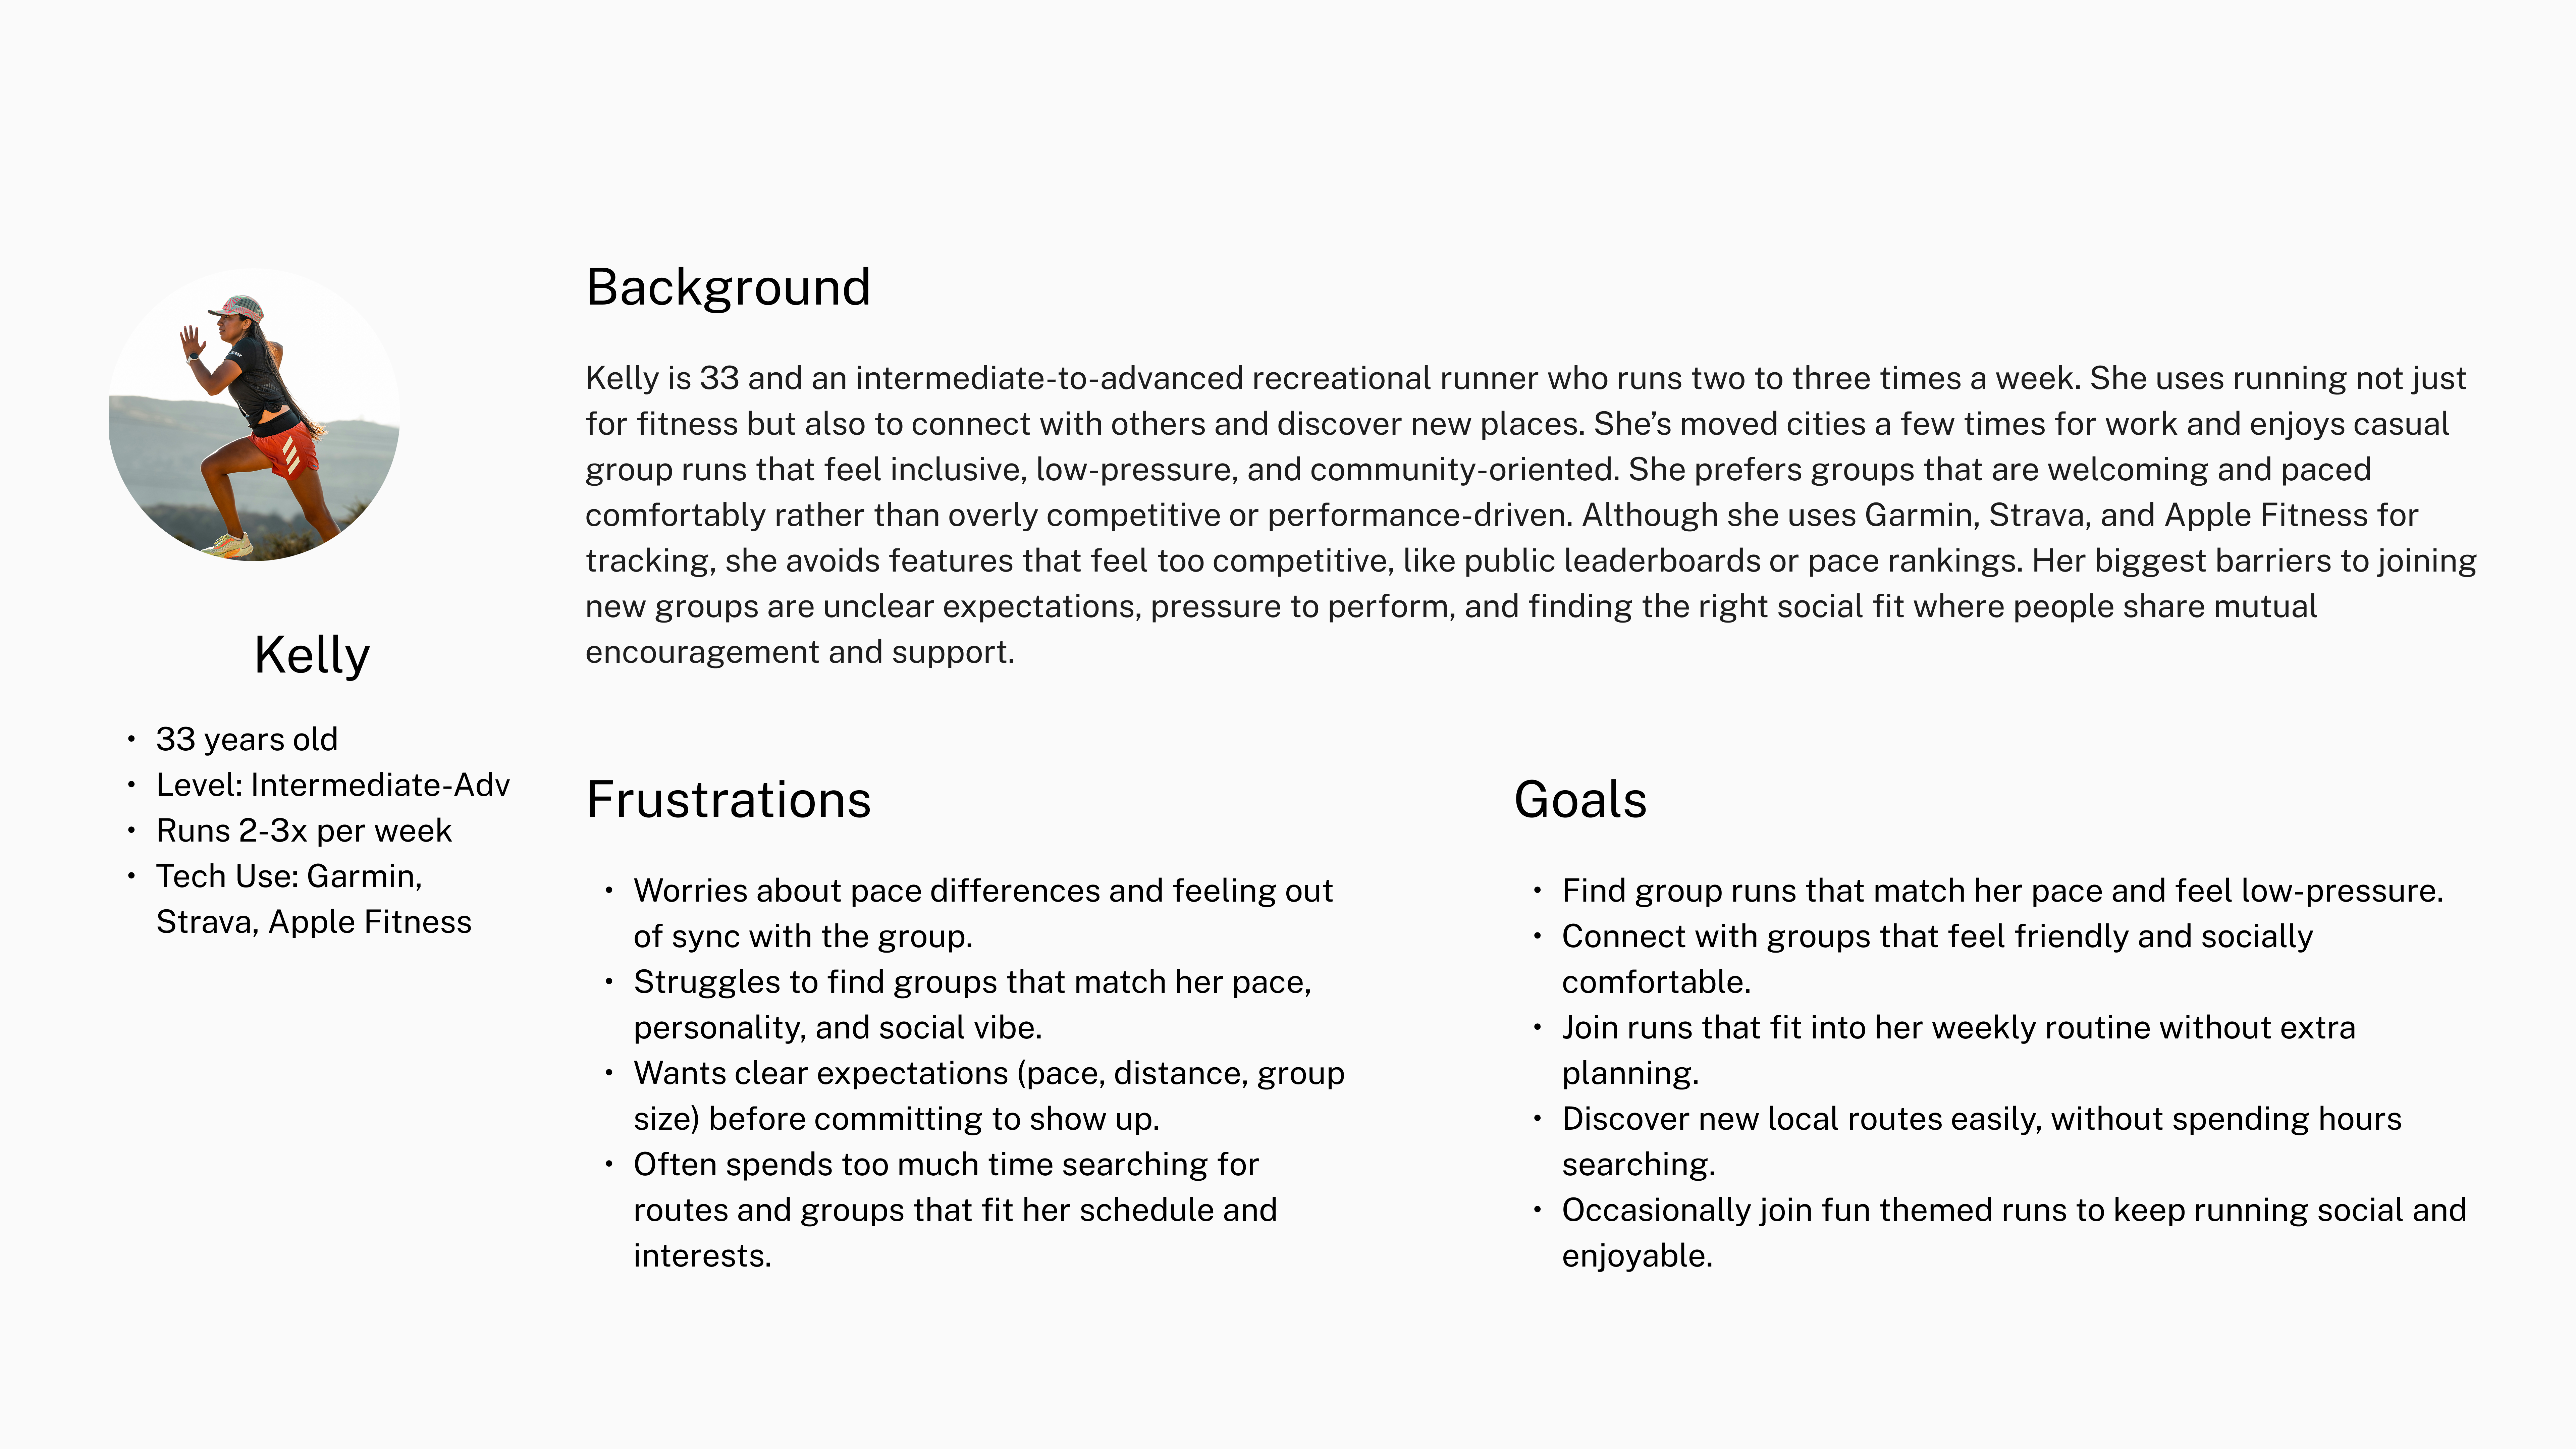 Kelly
• 33 years old
• Level: Intermediate-Adv
• Runs 2-3x per week
• Tech Use: Garmin,
Strava, Apple Fitness
Background
Kelly is 33 and an intermediate-to-advanced recreational runner who runs two to three times a week. She uses running not just
for fitness but also to connect with others and discover new places. She’s moved cities a few times for work and enjoys casual
group runs that feel inclusive, low-pressure, and community-oriented. She prefers groups that are welcoming and paced
comfortably rather than overly competitive or performance-driven. Although she uses Garmin, Strava, and Apple Fitness for
tracking, she avoids features that feel too competitive, like public leaderboards or pace rankings. Her biggest barriers to joining
new groups are unclear expectations, pressure to perform, and finding the right social fit where people share mutual
encouragement and support.
Frustrations
• Worries about pace differences and feeling out
of sync with the group.
• Struggles to find groups that match her pace,
personality, and social vibe.
• Wants clear expectations (pace, distance, group
size) before committing to show up.
• Often spends too much time searching for
routes and groups that fit her schedule and
interests.
Goals
• Find group runs that match her pace and feel low-pressure.
• Connect with groups that feel friendly and socially
comfortable.
• Join runs that fit into her weekly routine without extra
planning.
• Discover new local routes easily, without spending hours
searching.
• Occasionally join fun themed runs to keep running social and
enjoyable.